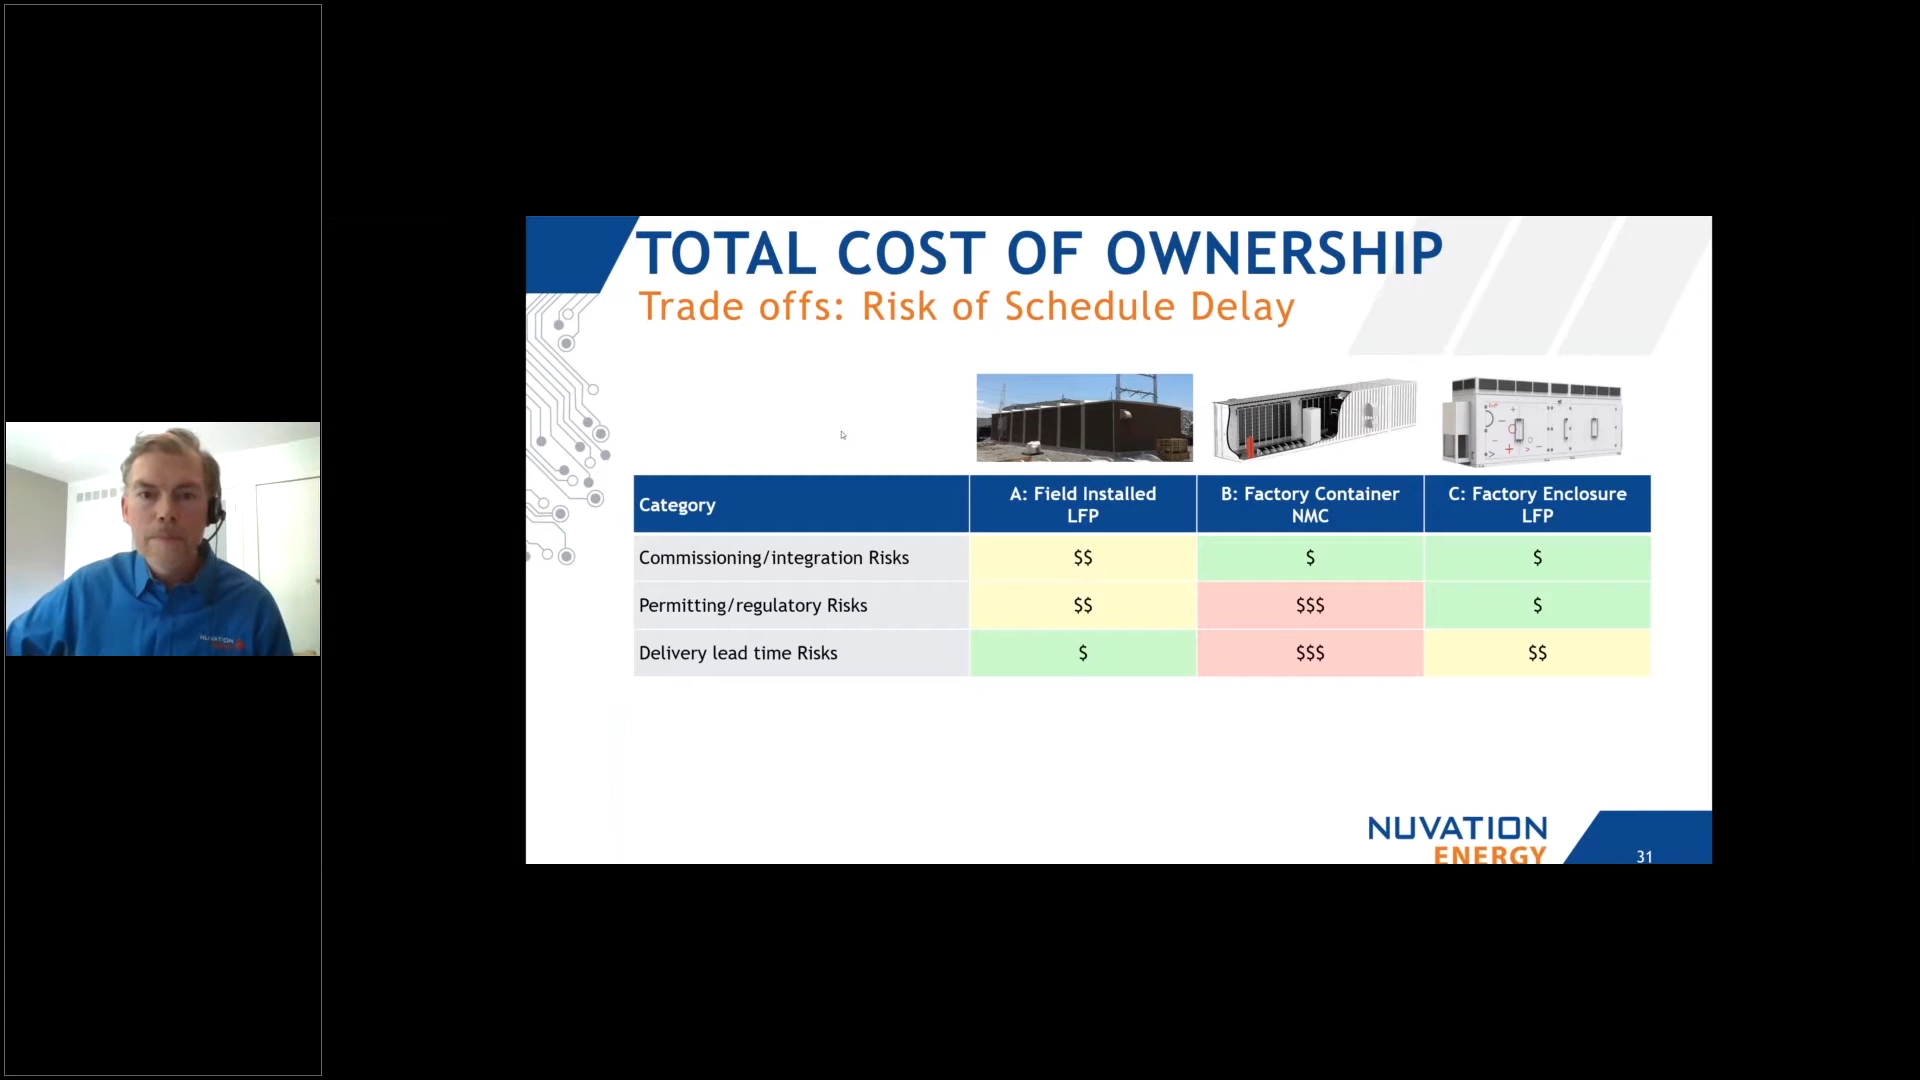 TOTAL COST OF OWNERSHIP
Trade offs: Risk of Schedule Delay
Category
A: Field Installed
LFP
B: Factory Container
NMC
C: Factory Enclosure
LFP
Commissioning/integration Risks
$$
$
$
Permitting/regulatory Risks
$$
$$$
$
Delivery lead time Risks
$
$$$
$$
NUVATION
ENERGY
31
NUVATION